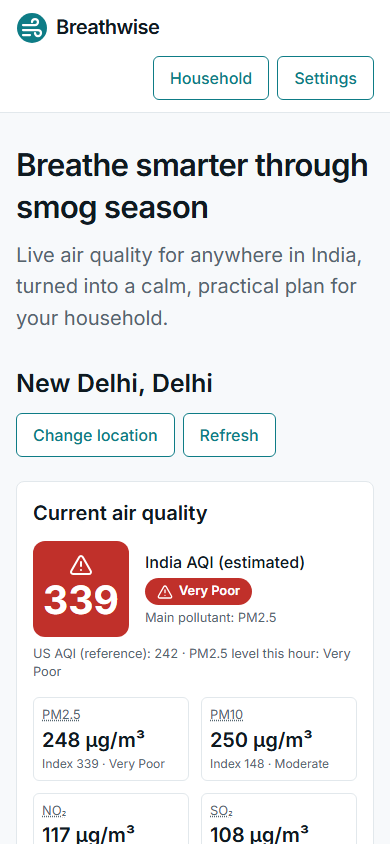 Breathwise
Household
Settings
Breathe smarter through
smog season
Live air quality for anywhere in India,
turned into a calm, practical plan for
your household.
New Delhi, Delhi
Change location
Refresh
Current air quality
339
India AQI (estimated)
Very Poor
Main pollutant: PM2.5
US AQI (reference): 242 · PM2.5 level this hour: Very
Poor
PM2.5
248 µg/m³
Index 339 · Very Poor
PM10
250 µg/m³
Index 148 · Moderate
NO₂
117 µg/m³
SO₂
108 µg/m³